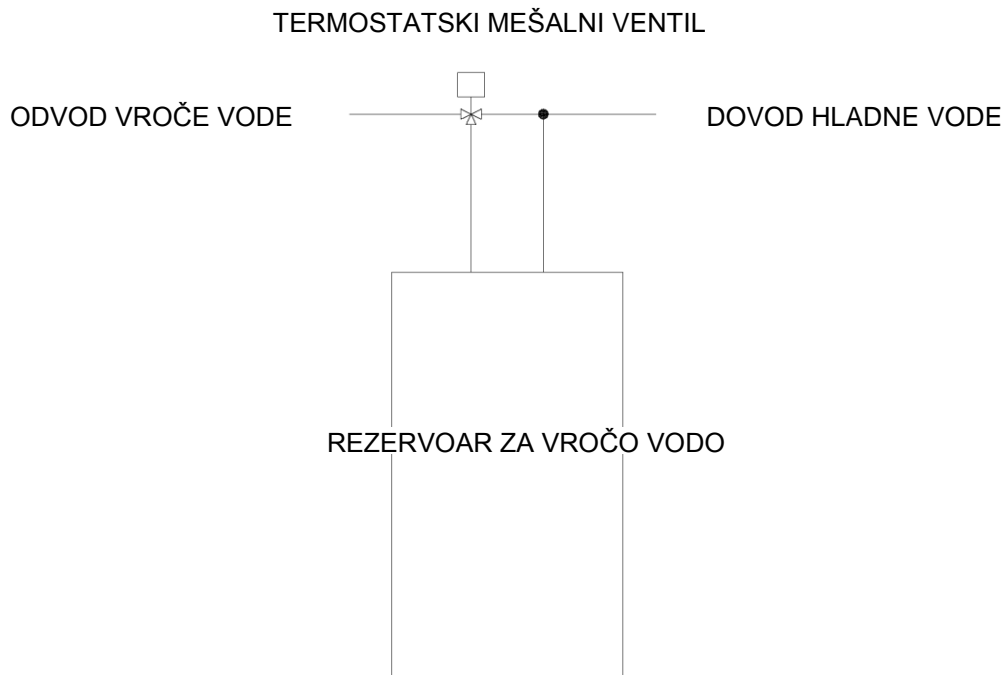 TERMOSTATSKI MEŠALNI VENTIL
ODVOD VROČE VODE
DOVOD HLADNE VODE
REZERVOAR ZA VROČO VODO